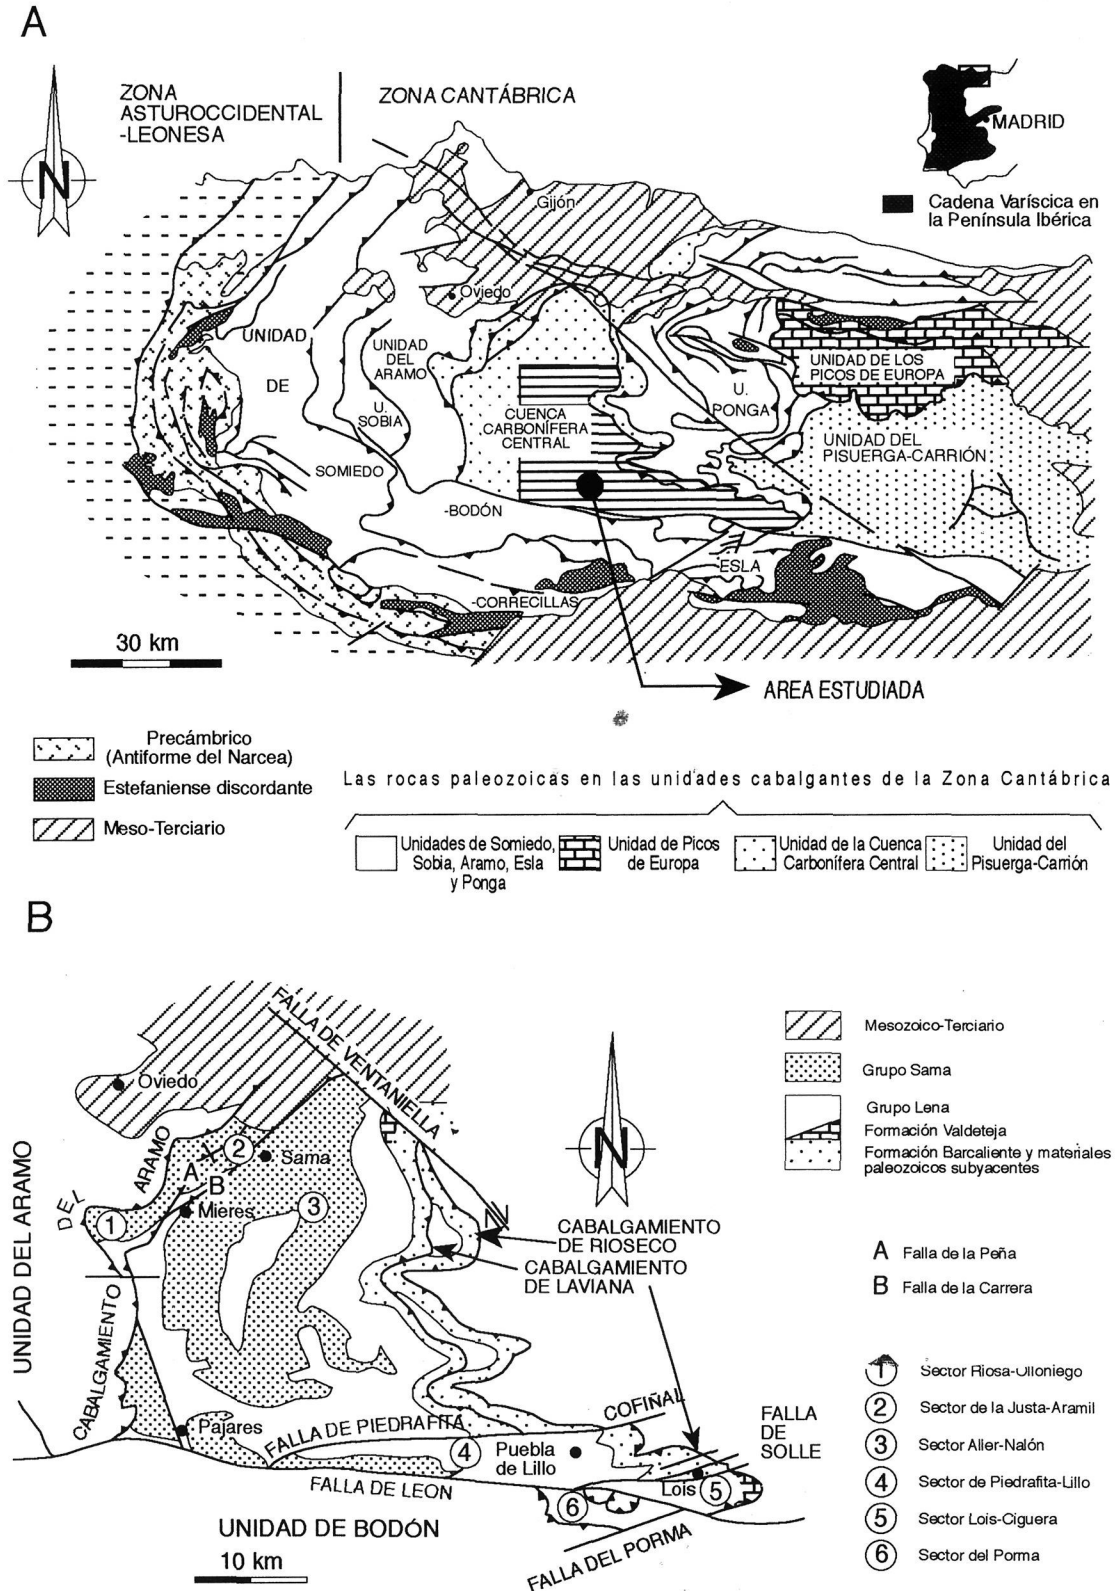 A
ZONA
ASTUROCCIDENTAL
-LEONESA
ZONA CANTÁBRICA
N
MADRID
Cadena Varíscica en
la Península Ibérica
Gijón
Oviedo
UNIDAD
DE
SOMIEDO
UNIDAD
DEL
ARAMO
U.
SOBIA
CUENCA
CARBONÍFERA
CENTRAL
U.
PONGA
UNIDAD DE LOS
PICOS DE EUROPA
UNIDAD DEL
PISUERGA-CARRIÓN
-BODÓN
ESLA
-CORRECILLAS
30 km
AREA ESTUDIADA
Precámbrico
(Antiforme del Narcea)
Estefaniense discordante
Meso-Terciario
Las rocas paleozoicas en las unidades cabalgantes de la Zona Cantábrica
Unidades de Somiedo,
Sobia, Aramo, Esla
y Ponga
Unidad de Picos
de Europa
Unidad de la Cuenca
Carbonífera Central
Unidad del
Pisuerga-Carrión
B
FALLA DE VENTANIELLA
Oviedo
UNIDAD DEL ARAMO
CABALGAMIENTO
DEL
ARAMO
A
B
2
Sama
1
Mieres
3
N
CABALGAMIENTO
DE RIOSECO
CABALGAMIENTO
DE LAVIANA
Pajares
FALLA DE PIEDRAFITA
4
Puebla
de Lillo
COFIÑAL
FALLA
DE
SOLLE
Lois
5
6
FALLA DE LEON
FALLA DEL PORMA
UNIDAD DE BODÓN
10 km
Mesozoico-Terciario
Grupo Sama
Grupo Lena
Formación Valdeteja
Formación Barcaliente y materiales
paleozoicos subyacentes
A Falla de la Peña
B Falla de la Carrera
1 Sector Riosa-Olloniego
2 Sector de la Justa-Aramil
3 Sector Aller-Nalón
4 Sector de Piedrafita-Lillo
5 Sector Lois-Ciguera
6 Sector del Porma